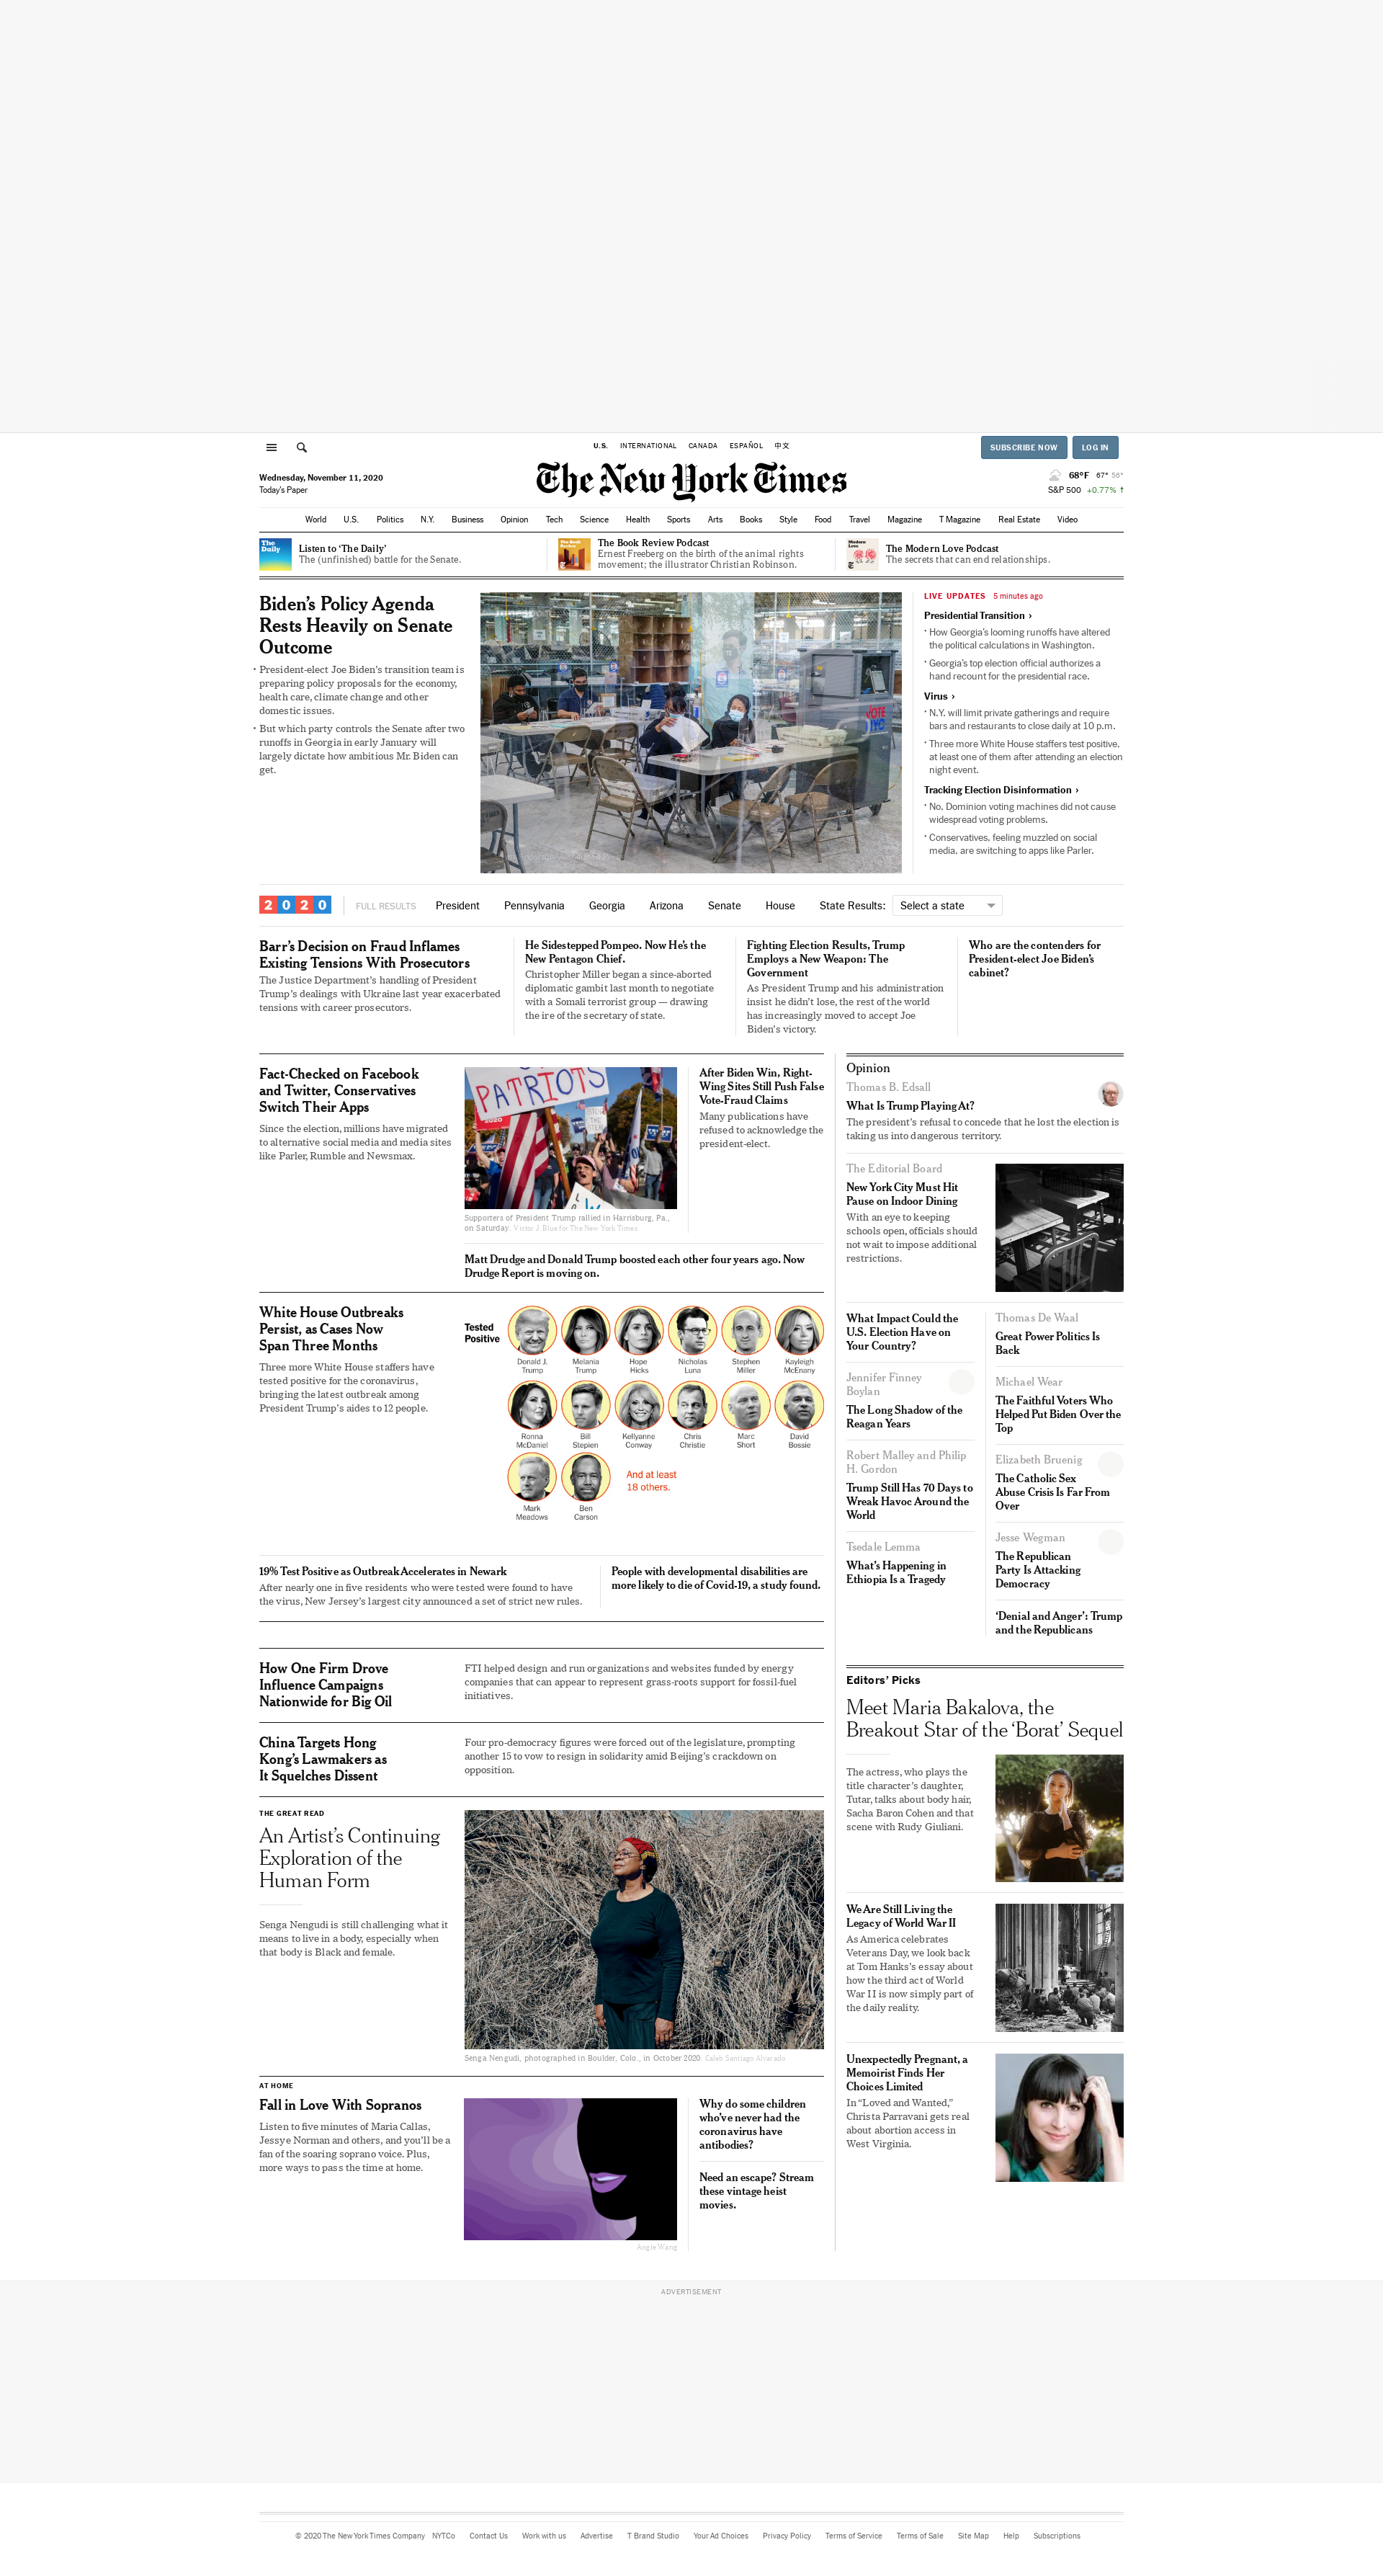 U.S. INTERNATIONAL CANADA ESPAÑOL 中文
SUBSCRIBE NOW LOG IN
Wednesday, November 11, 2020
Today's Paper
The New York Times
68°F 67° 56°
S&P 500 +0.77%
World U.S. Politics N.Y. Business Opinion Tech Science Health Sports Arts Books Style Food Travel Magazine T Magazine Real Estate Video
The Daily
Listen to ‘The Daily’
The (unfinished) battle for the Senate.
The Book Review
The Book Review Podcast
Ernest Freeberg on the birth of the animal rights
movement; the illustrator Christian Robinson.
Modern Love
The Modern Love Podcast
The secrets that can end relationships.
Biden’s Policy Agenda
Rests Heavily on Senate
Outcome
• President-elect Joe Biden’s transition team is
preparing policy proposals for the economy,
health care, climate change and other
domestic issues.
• But which party controls the Senate after two
runoffs in Georgia in early January will
largely dictate how ambitious Mr. Biden can
get.
VOTE
LIVE UPDATES 5 minutes ago
Presidential Transition ›
• How Georgia’s looming runoffs have altered
the political calculations in Washington.
• Georgia’s top election official authorizes a
hand recount for the presidential race.
Virus ›
• N.Y. will limit private gatherings and require
bars and restaurants to close daily at 10 p.m.
• Three more White House staffers test positive,
at least one of them after attending an election
night event.
Tracking Election Disinformation ›
• No, Dominion voting machines did not cause
widespread voting problems.
• Conservatives, feeling muzzled on social
media, are switching to apps like Parler.
2020 FULL RESULTS President Pennsylvania Georgia Arizona Senate House State Results: Select a state
Barr’s Decision on Fraud Inflames
Existing Tensions With Prosecutors
The Justice Department’s handling of President
Trump’s dealings with Ukraine last year exacerbated
tensions with career prosecutors.
He Sidestepped Pompeo. Now He’s the
New Pentagon Chief.
Christopher Miller began a since-aborted
diplomatic gambit last month to negotiate
with a Somali terrorist group — drawing
the ire of the secretary of state.
Fighting Election Results, Trump
Employs a New Weapon: The
Government
As President Trump and his administration
insist he didn’t lose, the rest of the world
has increasingly moved to accept Joe
Biden’s victory.
Who are the contenders for
President-elect Joe Biden’s
cabinet?
Fact-Checked on Facebook
and Twitter, Conservatives
Switch Their Apps
Since the election, millions have migrated
to alternative social media and media sites
like Parler, Rumble and Newsmax.
PATRIOTS
Supporters of President Trump rallied in Harrisburg, Pa.,
on Saturday. Victor J. Blue for The New York Times
After Biden Win, Right-
Wing Sites Still Push False
Vote-Fraud Claims
Many publications have
refused to acknowledge the
president-elect.
Matt Drudge and Donald Trump boosted each other four years ago. Now
Drudge Report is moving on.
White House Outbreaks
Persist, as Cases Now
Span Three Months
Three more White House staffers have
tested positive for the coronavirus,
bringing the latest outbreak among
President Trump’s aides to 12 people.
Tested
Positive
Donald J. Trump
Melania Trump
Hope Hicks
Nicholas Luna
Stephen Miller
Kayleigh McEnany
Ronna McDaniel
Bill Stepien
Kellyanne Conway
Chris Christie
Marc Short
David Bossie
Mark Meadows
Ben Carson
And at least
18 others.
19% Test Positive as Outbreak Accelerates in Newark
After nearly one in five residents who were tested were found to have
the virus, New Jersey’s largest city announced a set of strict new rules.
People with developmental disabilities are
more likely to die of Covid-19, a study found.
How One Firm Drove
Influence Campaigns
Nationwide for Big Oil
FTI helped design and run organizations and websites funded by energy
companies that can appear to represent grass-roots support for fossil-fuel
initiatives.
China Targets Hong
Kong’s Lawmakers as
It Squelches Dissent
Four pro-democracy figures were forced out of the legislature, prompting
another 15 to vow to resign in solidarity amid Beijing’s crackdown on
opposition.
THE GREAT READ
An Artist’s Continuing
Exploration of the
Human Form
Senga Nengudi is still challenging what it
means to live in a body, especially when
that body is Black and female.
Senga Nengudi, photographed in Boulder, Colo., in October 2020. Caleb Santiago Alvarado
AT HOME
Fall in Love With Sopranos
Listen to five minutes of Maria Callas,
Jessye Norman and others, and you’ll be a
fan of the soaring soprano voice. Plus,
more ways to pass the time at home.
Angie Wang
Why do some children
who’ve never had the
coronavirus have
antibodies?
Need an escape? Stream
these vintage heist
movies.
Opinion
Thomas B. Edsall
What Is Trump Playing At?
The president’s refusal to concede that he lost the election is
taking us into dangerous territory.
The Editorial Board
New York City Must Hit
Pause on Indoor Dining
With an eye to keeping
schools open, officials should
not wait to impose additional
restrictions.
What Impact Could the
U.S. Election Have on
Your Country?
Jennifer Finney
Boylan
The Long Shadow of the
Reagan Years
Robert Malley and Philip
H. Gordon
Trump Still Has 70 Days to
Wreak Havoc Around the
World
Tsedale Lemma
What’s Happening in
Ethiopia Is a Tragedy
Thomas De Waal
Great Power Politics Is
Back
Michael Wear
The Faithful Voters Who
Helped Put Biden Over the
Top
Elizabeth Bruenig
The Catholic Sex
Abuse Crisis Is Far From
Over
Jesse Wegman
The Republican
Party Is Attacking
Democracy
‘Denial and Anger’: Trump
and the Republicans
Editors’ Picks
Meet Maria Bakalova, the
Breakout Star of the ‘Borat’ Sequel
The actress, who plays the
title character’s daughter,
Tutar, talks about body hair,
Sacha Baron Cohen and that
scene with Rudy Giuliani.
We Are Still Living the
Legacy of World War II
As America celebrates
Veterans Day, we look back
at Tom Hanks’s essay about
how the third act of World
War II is now simply part of
the daily reality.
Unexpectedly Pregnant, a
Memoirist Finds Her
Choices Limited
In “Loved and Wanted,”
Christa Parravani gets real
about abortion access in
West Virginia.
ADVERTISEMENT
© 2020 The New York Times Company NYTCo Contact Us Work with us Advertise T Brand Studio Your Ad Choices Privacy Policy Terms of Service Terms of Sale Site Map Help Subscriptions